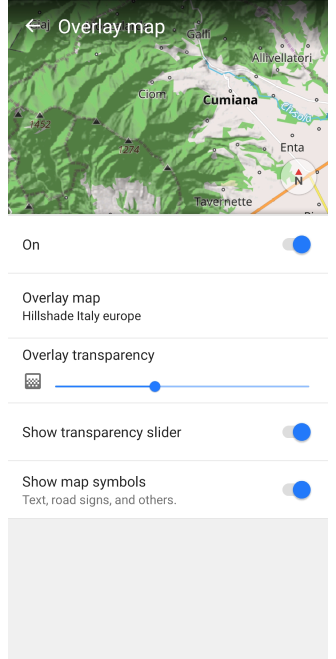 Overlay map
Galli
Allivellatori
Ciom
Cumiana
1452
1274
Enta
N
Tavernette
On
Overlay map
Hillshade Italy europe
Overlay transparency
Show transparency slider
Show map symbols
Text, road signs, and others.